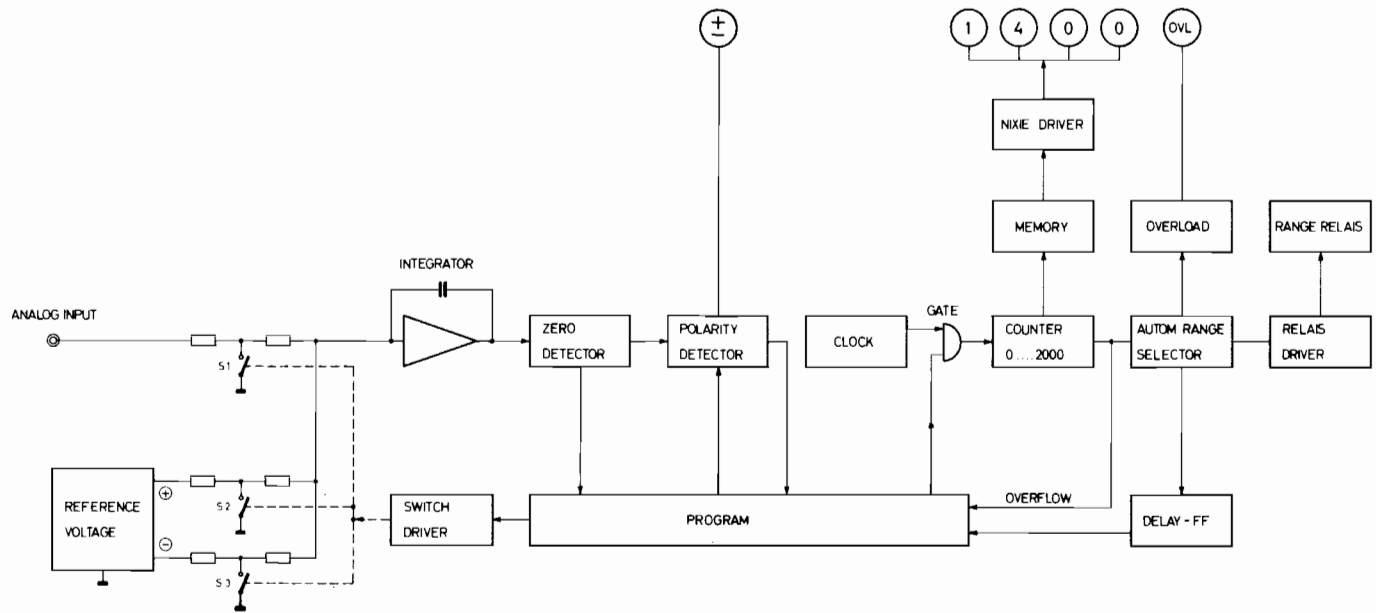 ±
1 4 0 0 OVL
NIXIE DRIVER
MEMORY
OVERLOAD
RANGE RELAIS
INTEGRATOR
ANALOG INPUT
S1
ZERO
DETECTOR
POLARITY
DETECTOR
CLOCK
GATE
COUNTER
0....2000
AUTOM RANGE
SELECTOR
RELAIS
DRIVER
REFERENCE
VOLTAGE
+
−
S2
S3
SWITCH
DRIVER
PROGRAM
OVERFLOW
DELAY-FF